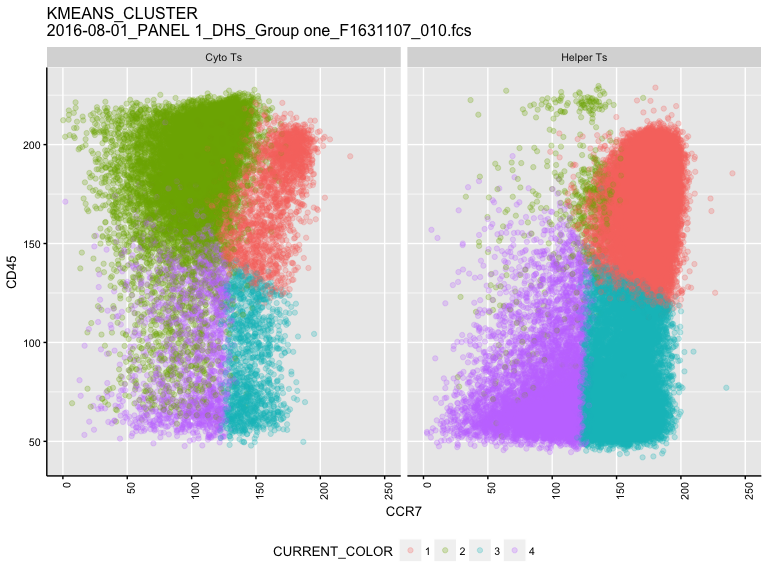 KMEANS_CLUSTER
2016-08-01_PANEL 1_DHS_Group one_F1631107_010.fcs
Cyto Ts
Helper Ts
200
150
100
50
CD45
0 50 100 150 200 250
0 50 100 150 200 250
CCR7
CURRENT_COLOR 1 2 3 4